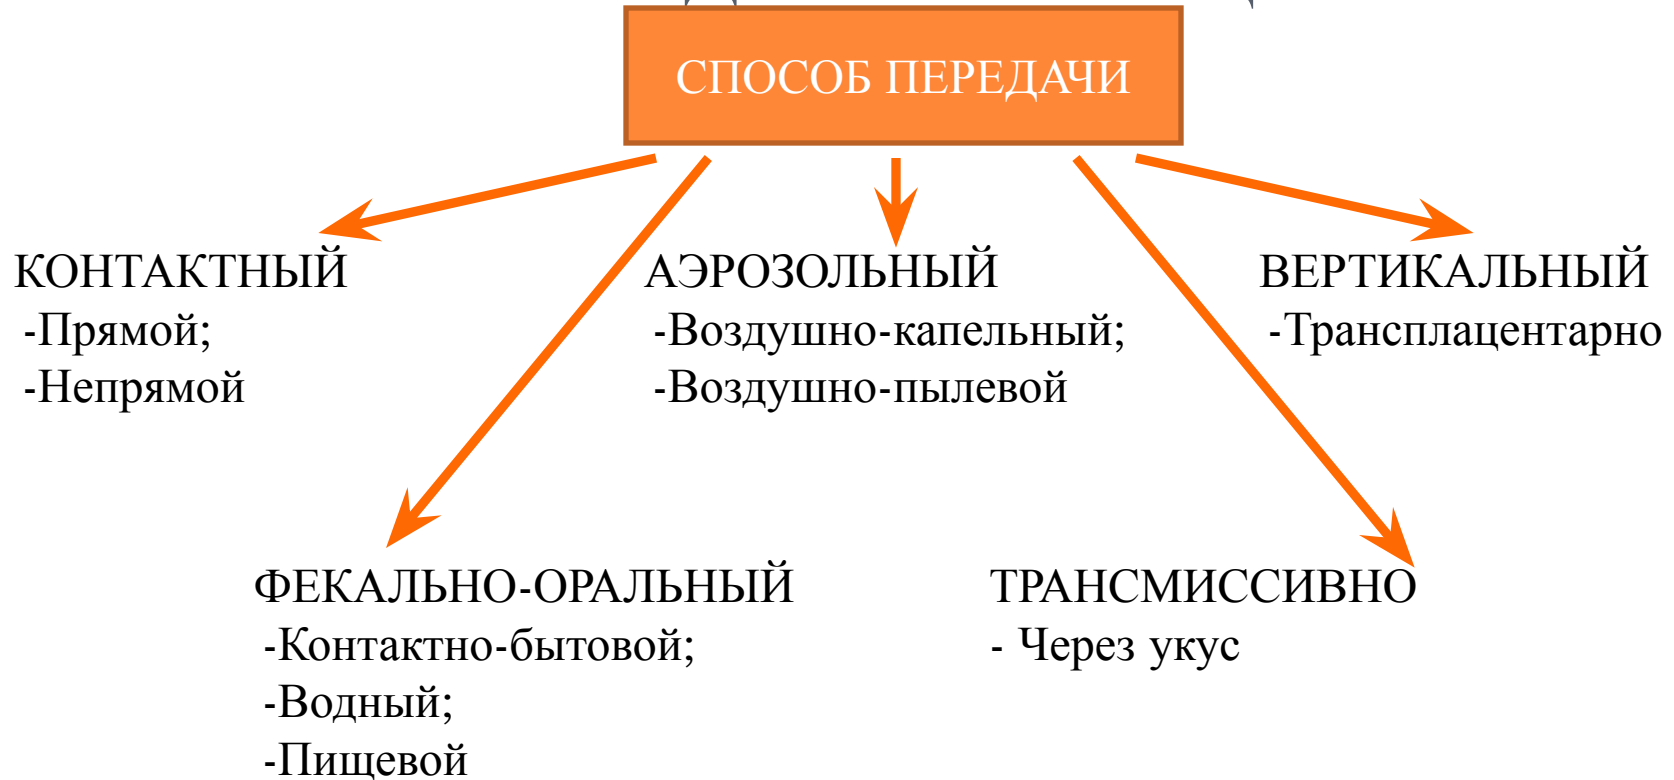 СПОСОБ ПЕРЕДАЧИ
КОНТАКТНЫЙ
-Прямой;
-Непрямой
АЭРОЗОЛЬНЫЙ
-Воздушно-капельный;
-Воздушно-пылевой
ВЕРТИКАЛЬНЫЙ
-Трансплацентарно
ФЕКАЛЬНО-ОРАЛЬНЫЙ
-Контактно-бытовой;
-Водный;
-Пищевой
ТРАНСМИССИВНО
- Через укус